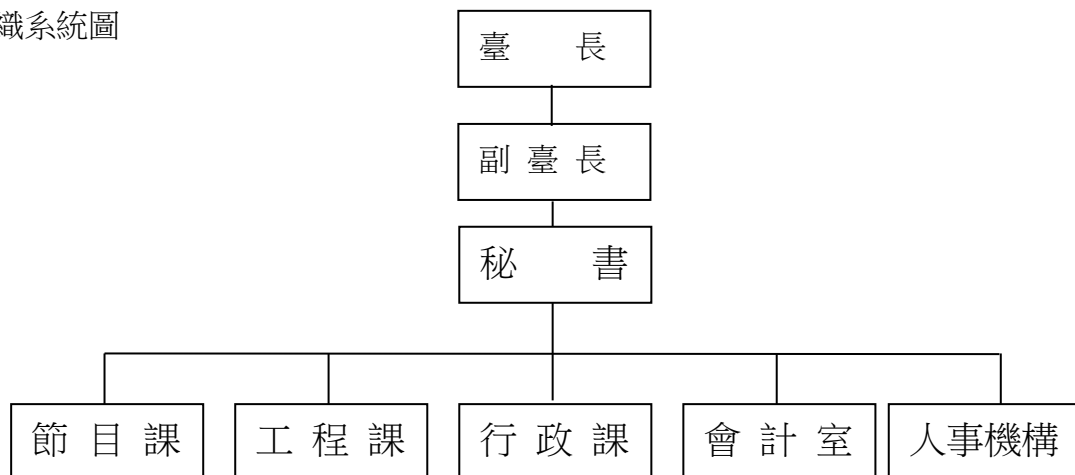 織系統圖
臺長
副臺長
秘書
節目課
工程課
行政課
會計室
人事機構